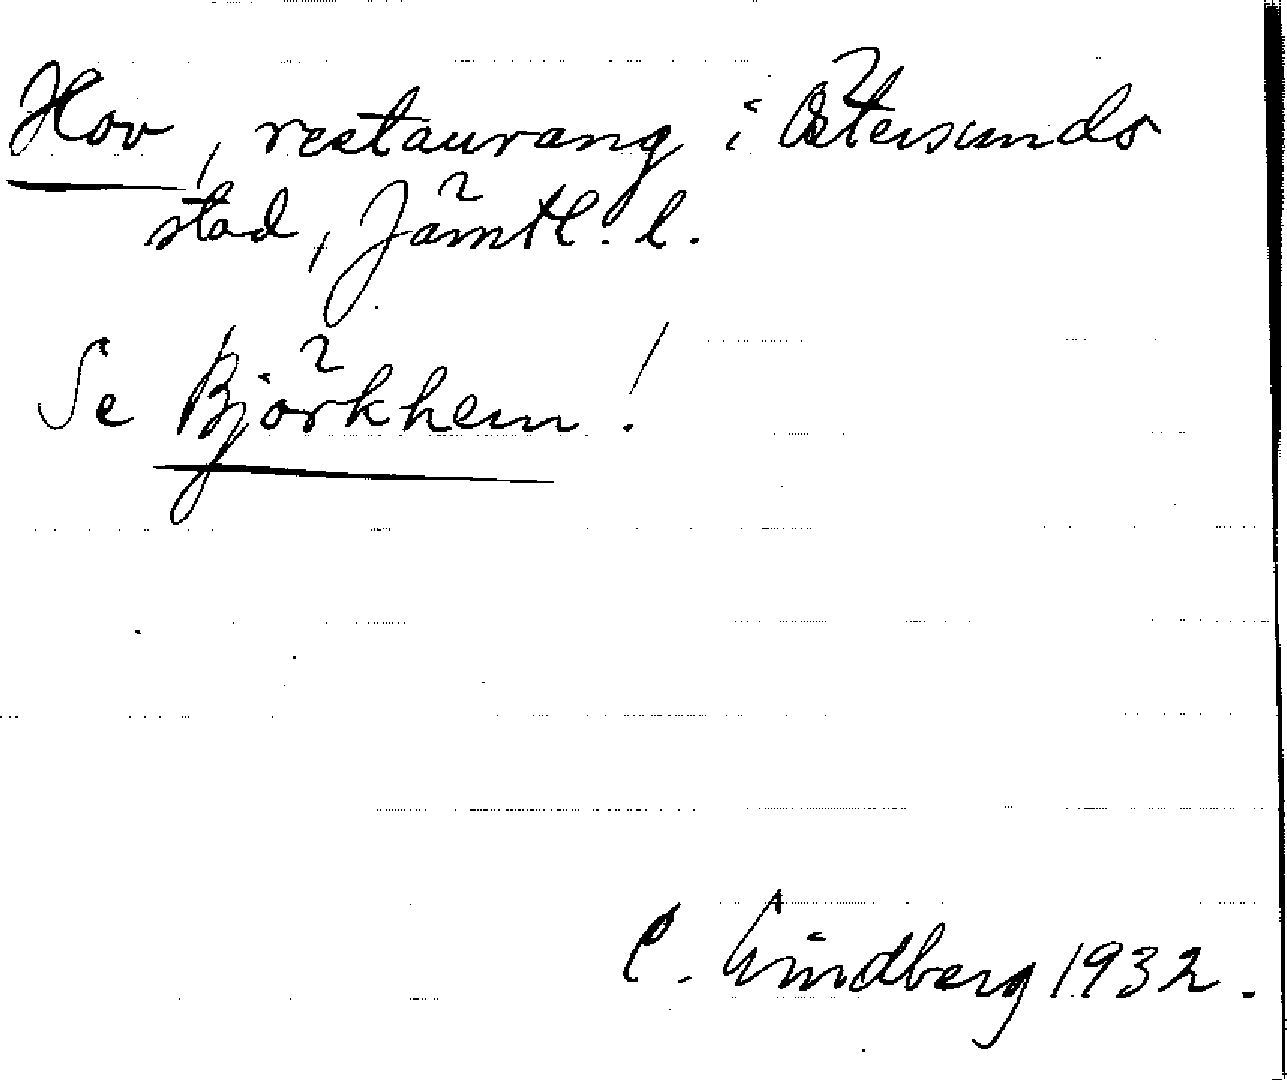 Hov, restaurang i Östersunds
stad, Jämtl. l.
Se Björkhem!
C. Lindberg 1932.